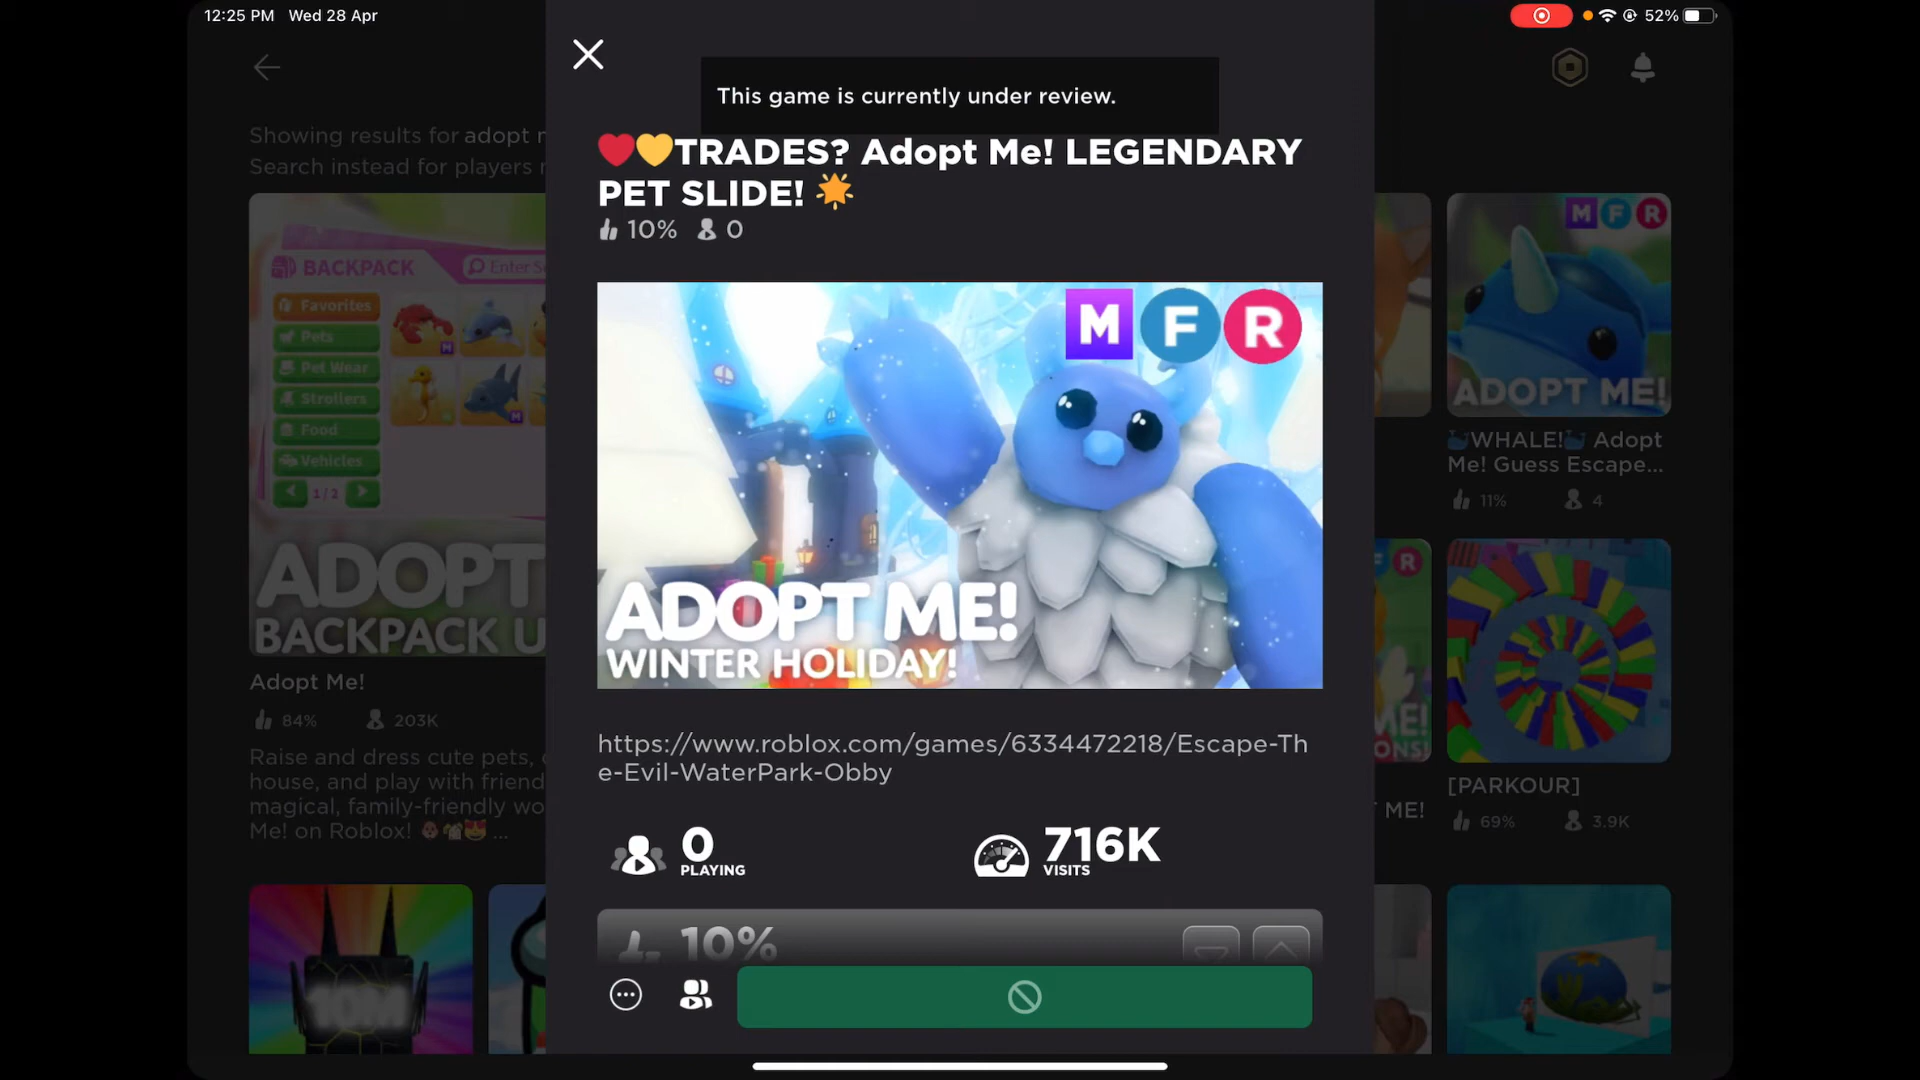 12:25 PM Wed 28 Apr
52%
This game is currently under review.
TRADES? Adopt Me! LEGENDARY
PET SLIDE!
10% 0
M F R
ADOPT ME!
WINTER HOLIDAY!
https://www.roblox.com/games/6334472218/Escape-Th
e-Evil-WaterPark-Obby
0
PLAYING
716K
VISITS
10%
Showing results for adopt
Search instead for players
BACKPACK
Enter
Favorites
Pets
Pet Wear
Strollers
Food
Vehicles
1/2
M
M
ADOPT
BACKPACK U
Adopt Me!
84% 203K
Raise and dress cute pets,
house, and play with friend
magical, family-friendly wo
Me! on Roblox! ...
10M
M F R
ADOPT ME!
WHALE! Adopt
Me! Guess Escape...
11% 4
R
ME!
ONS!
ME!
[PARKOUR]
69% 3.9K